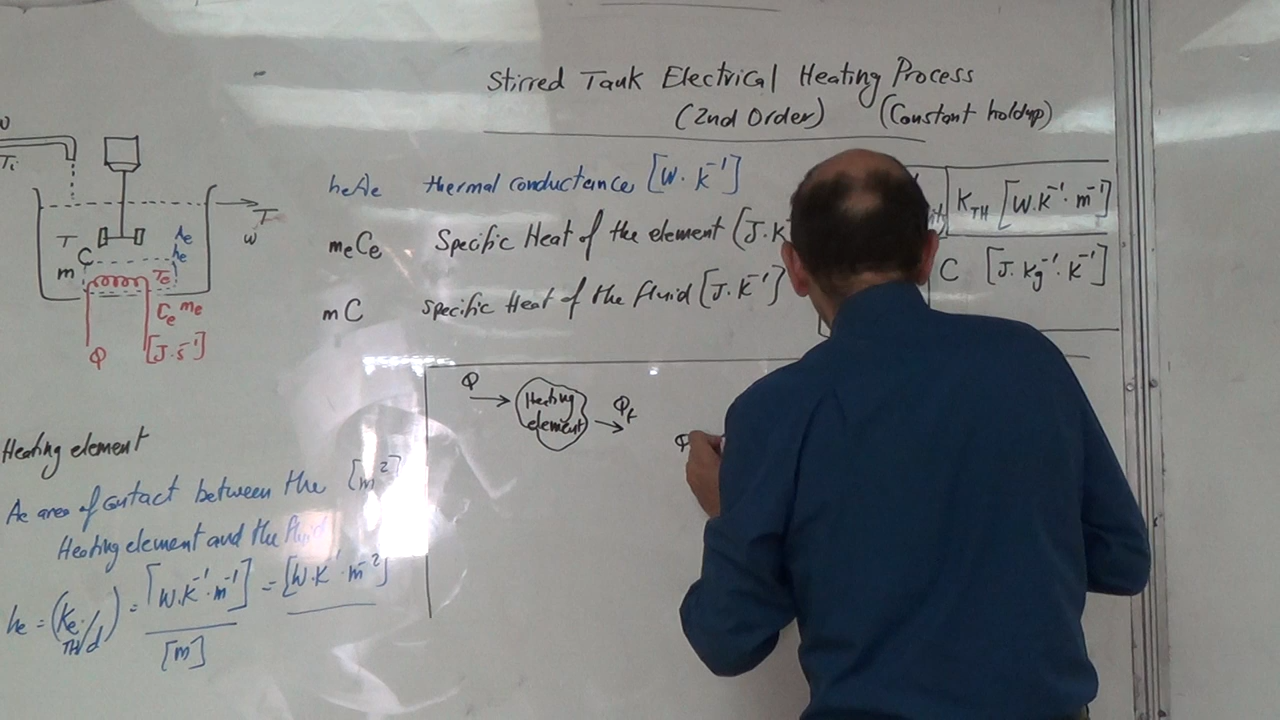 Stirred Tank Electrical Heating Process
(2nd Order) (Constant holdup)
Ti
T
w
T
C
m
Ae
he
Te
Ce me
Φ [J.s⁻¹]
heAe thermal conductance [W.K⁻¹]
meCe Specific Heat of the element [J.K
mC Specific Heat of the fluid [J.K⁻¹]
K_TH [W.K⁻¹.m⁻¹]
C [J.Kg⁻¹.K⁻¹]
Φ Heating element Φf
Φ
Heating element
Ae area of contact between the [m²]
Heating element and the fluid
he = (Ke TH/d) = [W.K⁻¹.m⁻¹] / [m] = [W.K⁻¹.m⁻²]